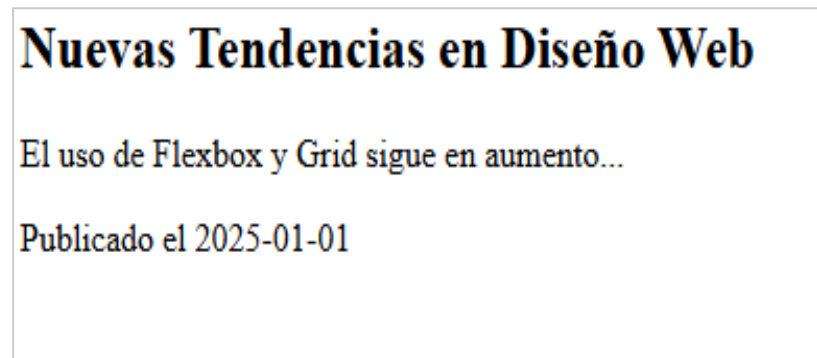 Nuevas Tendencias en Diseño Web
El uso de Flexbox y Grid sigue en aumento...
Publicado el 2025-01-01